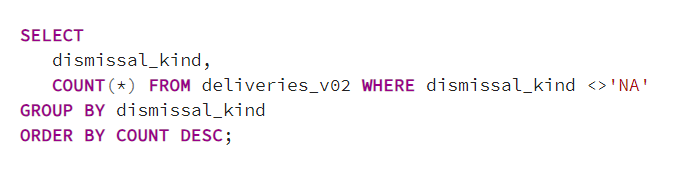 SELECT
dismissal_kind,
COUNT(*) FROM deliveries_v02 WHERE dismissal_kind <>'NA'
GROUP BY dismissal_kind
ORDER BY COUNT DESC;